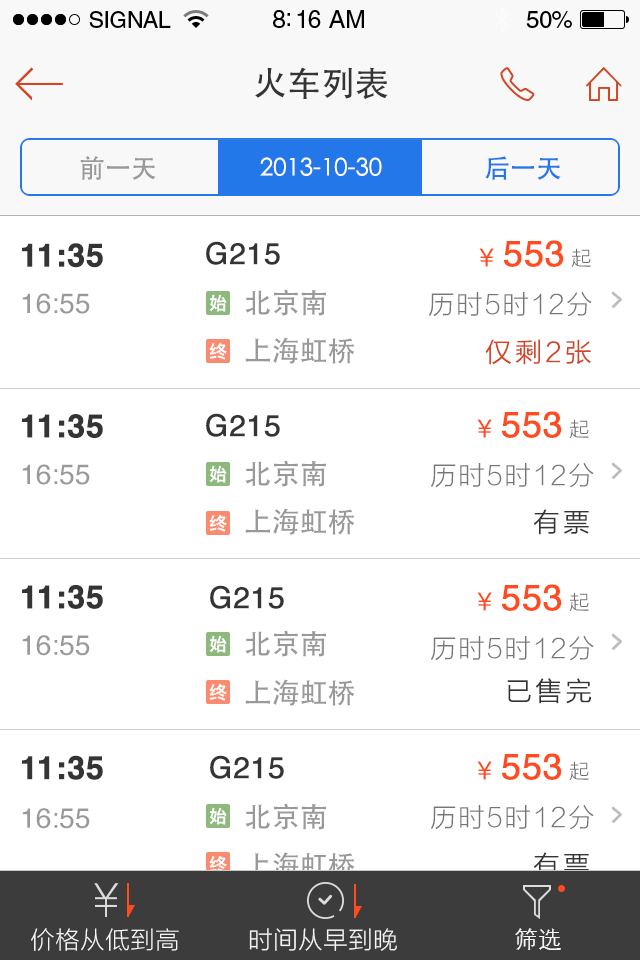 SIGNAL 8:16 AM 50%
火车列表
前一天 2013-10-30 后一天
11:35 G215 ¥ 553 起
16:55 始 北京南 历时5时12分
终 上海虹桥 仅剩2张
11:35 G215 ¥ 553 起
16:55 始 北京南 历时5时12分
终 上海虹桥 有票
11:35 G215 ¥ 553 起
16:55 始 北京南 历时5时12分
终 上海虹桥 已售完
11:35 G215 ¥ 553 起
16:55 始 北京南 历时5时12分
终 上海虹桥 有票
¥
价格从低到高 时间从早到晚 筛选